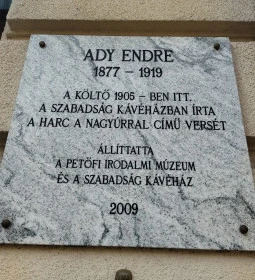 ADY ENDRE
1877 – 1919
A KÖLTŐ 1905 – BEN ITT,
A SZABADSÁG KÁVÉHÁZBAN ÍRTA
A HARC A NAGYÚRRAL CÍMŰ VERSÉT
ÁLLÍTTATTA
A PETŐFI IRODALMI MÚZEUM
ÉS A SZABADSÁG KÁVÉHÁZ
2009